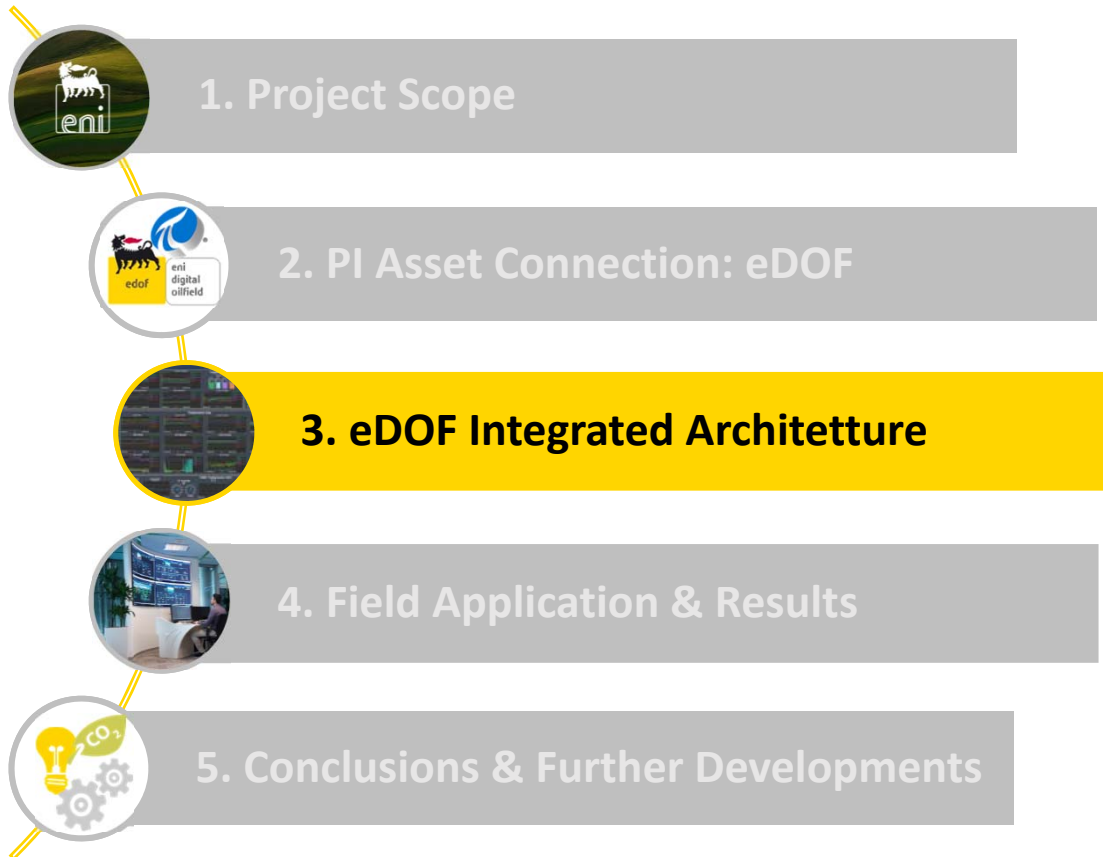 eni
1. Project Scope
edof
eni
digital
oilfield
2. PI Asset Connection: eDOF
3. eDOF Integrated Architetture
4. Field Application & Results
CO2
5. Conclusions & Further Developments